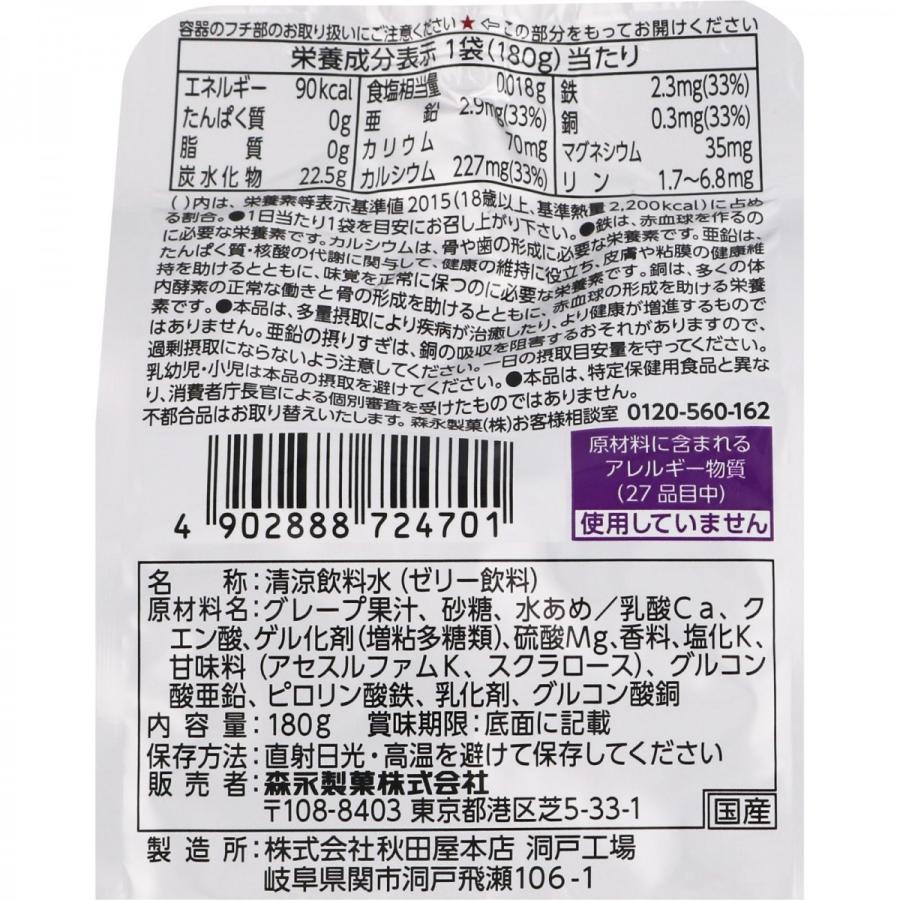 容器のフチ部のお取り扱いにご注意ください★⇦この部分をもってお開けください
栄養成分表示 1袋(180g)当たり
エネルギー 90kcal 食塩相当量 0.018g 鉄 2.3mg(33%)
たんぱく質 0g 亜鉛 2.9mg(33%) 銅 0.3mg(33%)
脂質 0g カリウム 70mg マグネシウム 35mg
炭水化物 22.5g カルシウム 227mg(33%) リン 1.7〜6.8mg
( )内は、栄養素等表示基準値2015(18歳以上、基準熱量2,200kcal)に占め
る割合。●1日当たり1袋を目安にお召し上がり下さい。●鉄は、赤血球を作るの
に必要な栄養素です。カルシウムは、骨や歯の形成に必要な栄養素です。亜鉛は、
たんぱく質・核酸の代謝に関与して、健康の維持に役立ち、皮膚や粘膜の健康維
持を助けるとともに、味覚を正常に保つのに必要な栄養素です。銅は、多くの体
内酵素の正常な働きと骨の形成を助けるとともに、赤血球の形成を助ける栄養
素です。●本品は、多量摂取により疾病が治癒したり、より健康が増進するもので
はありません。亜鉛の摂りすぎは、銅の吸収を阻害するおそれがありますので、
過剰摂取にならないよう注意してください。一日の摂取目安量を守ってください。
乳幼児・小児は本品の摂取を避けてください。●本品は、特定保健用食品と異な
り、消費者庁長官による個別審査を受けたものではありません。
不都合品はお取り替えいたします。森永製菓(株)お客様相談室 0120-560-162
原材料に含まれる
アレルギー物質
(27品目中)
使用していません
4 902888 724701
名称:清涼飲料水(ゼリー飲料)
原材料名:グレープ果汁、砂糖、水あめ/乳酸Ca、ク
エン酸、ゲル化剤(増粘多糖類)、硫酸Mg、香料、塩化K、
甘味料(アセスルファムK、スクラロース)、グルコン
酸亜鉛、ピロリン酸鉄、乳化剤、グルコン酸銅
内容量:180g 賞味期限:底面に記載
保存方法:直射日光・高温を避けて保存してください
販売者:森永製菓株式会社
〒108-8403 東京都港区芝5-33-1
国産
製造所:株式会社秋田屋本店 洞戸工場
岐阜県関市洞戸飛瀬106-1